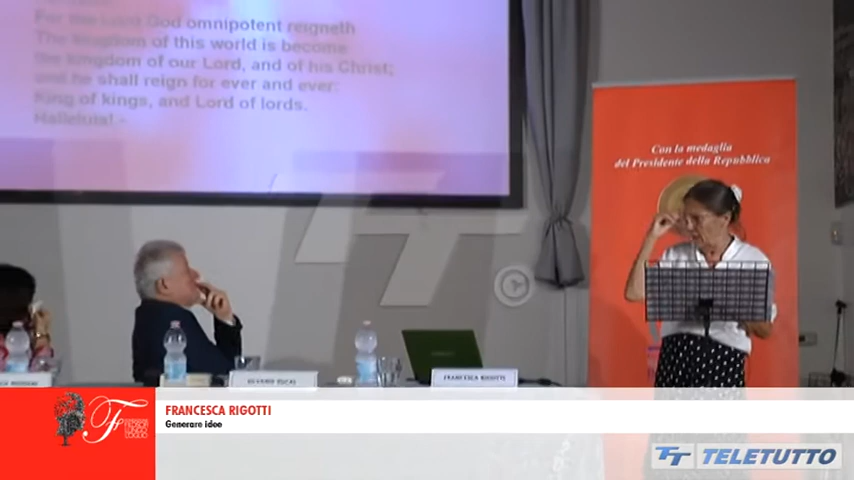 For the Lord God omnipotent reigneth
The kingdom of this world is become
the kingdom of our Lord, and of his Christ;
and he shall reign for ever and ever:
King of kings, and Lord of lords.
Halleluia!
Con la medaglia
del Presidente della Repubblica
TT
FRANCESCA RIGOTTI
F
FRANCESCA RIGOTTI
Generare idee
TT TELETUTTO